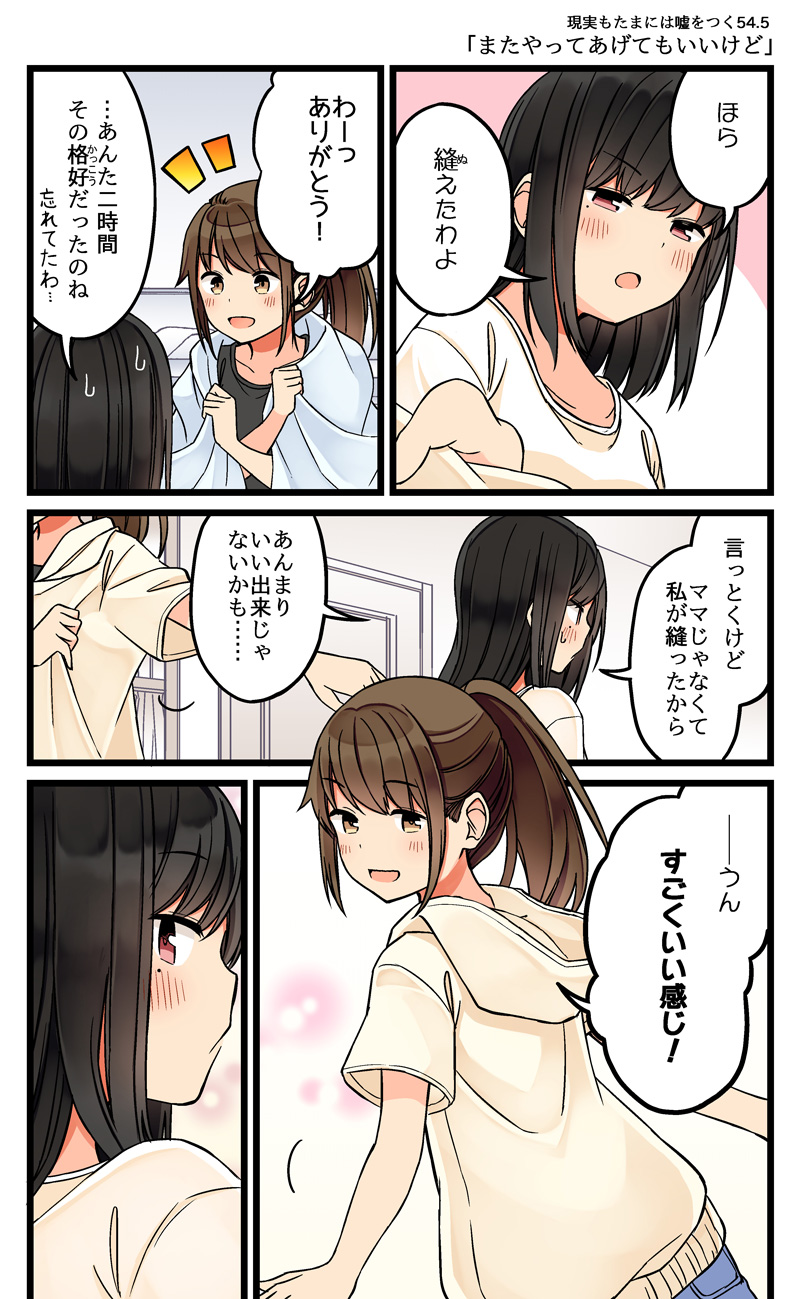 現実もたまには嘘をつく54.5
「またやってあげてもいいけど」
ほら
縫えたわよ
ぬ
わーっ
ありがとう!
…あんた二時間
その格好だったのね
かっこう
忘れてたわ…
言っとくけど
ママじゃなくて
私が縫ったから
あんまり
いい出来じゃ
ないかも……
──うん
すごくいい感じ!